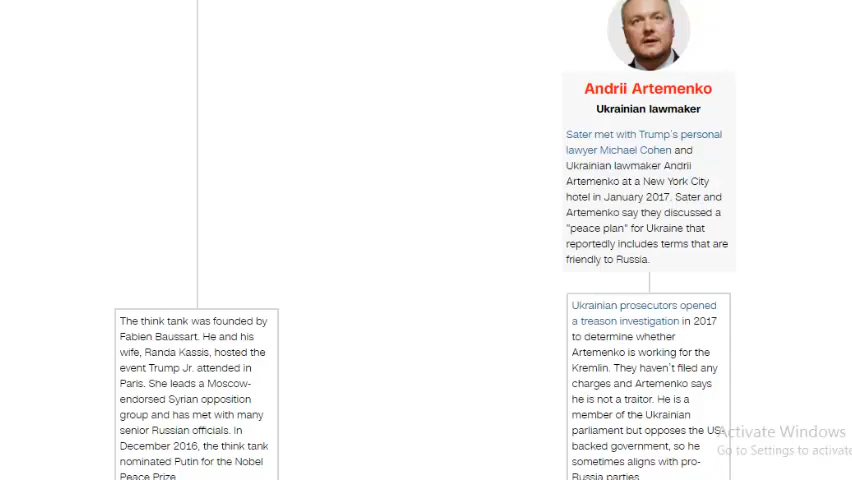 Andrii Artemenko
Ukrainian lawmaker
Sater met with Trump's personal
lawyer Michael Cohen and
Ukrainian lawmaker Andrii
Artemenko at a New York City
hotel in January 2017. Sater and
Artemenko say they discussed a
"peace plan" for Ukraine that
reportedly includes terms that are
friendly to Russia.
The think tank was founded by
Fabien Baussart. He and his
wife, Randa Kassis, hosted the
event Trump Jr. attended in
Paris. She leads a Moscow-
endorsed Syrian opposition
group and has met with many
senior Russian officials. In
December 2016, the think tank
nominated Putin for the Nobel
Peace Prize.
Ukrainian prosecutors opened
a treason investigation in 2017
to determine whether
Artemenko is working for the
Kremlin. They haven't filed any
charges and Artemenko says
he is not a traitor. He is a
member of the Ukrainian
parliament but opposes the US-
backed government, so he
sometimes aligns with pro-
Russia parties.
Activate Windows
Go to Settings to activate